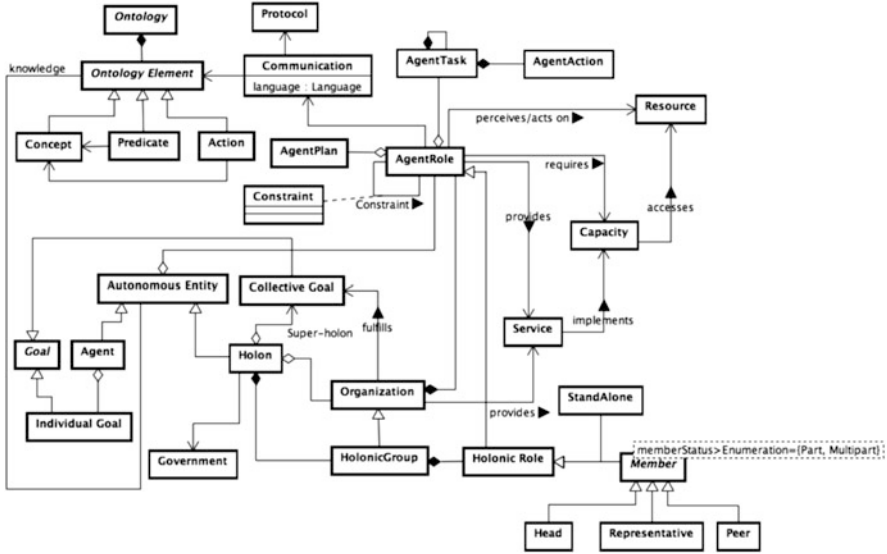 Ontology
Protocol
knowledge
Ontology Element
Communication
language : Language
AgentTask
AgentAction
Resource
perceives/acts on
Concept
Predicate
Action
AgentPlan
AgentRole
requires
Constraint
Constraint
provides
accesses
Capacity
Autonomous Entity
Collective Goal
Super-holon
fulfills
Service
implements
Goal
Agent
Holon
Individual Goal
Organization
provides
StandAlone
Government
HolonicGroup
Holonic Role
memberStatus>Enumeration={Part, Multipart}
Member
Head
Representative
Peer